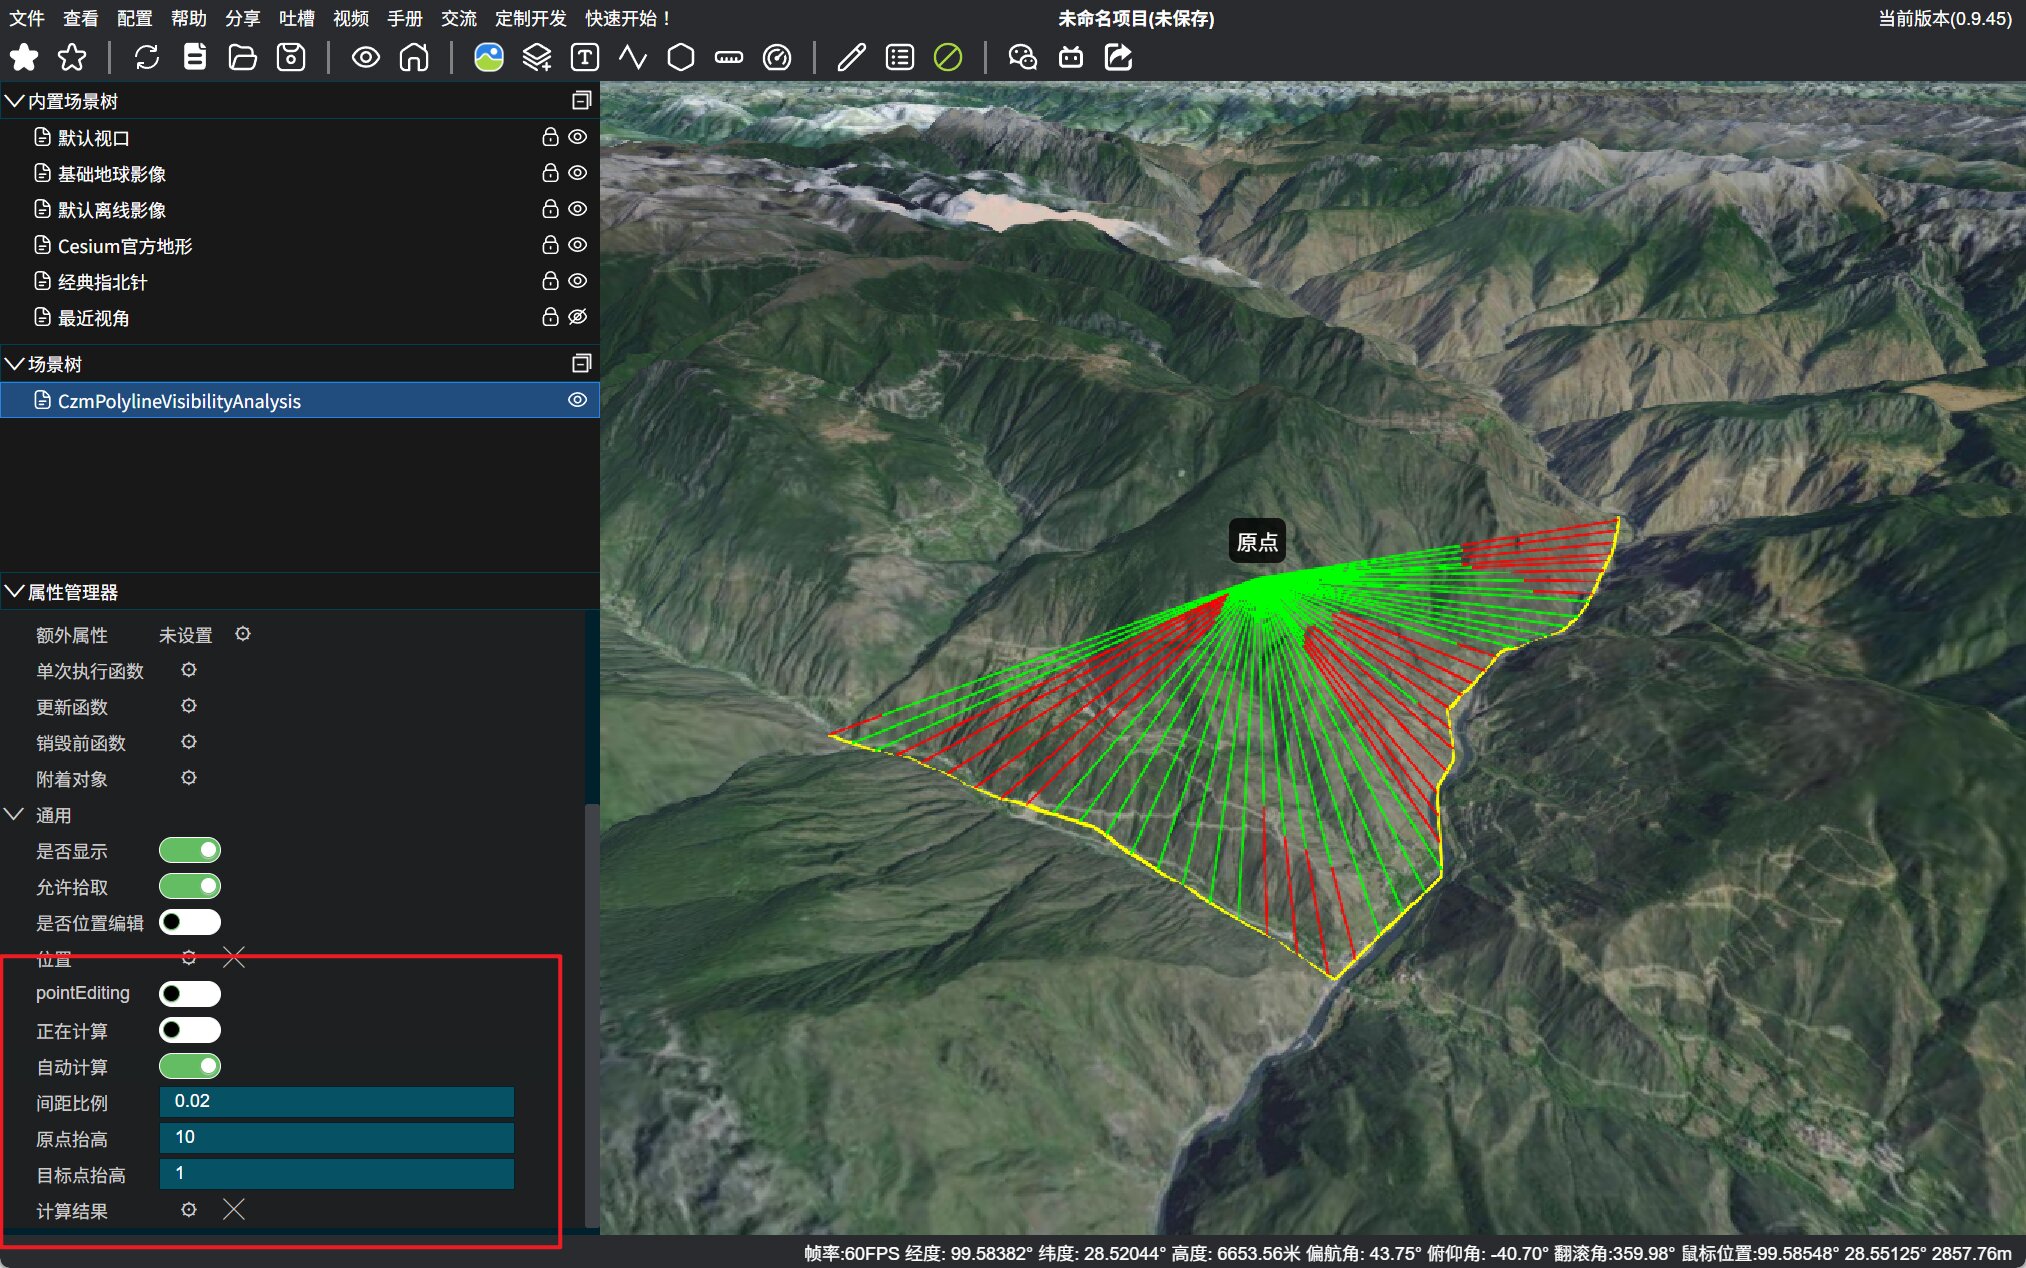 文件 查看 配置 帮助 分享 吐槽 视频 手册 交流 定制开发 快速开始！ 未命名项目(未保存) 当前版本(0.9.45)
内置场景树
默认视口
基础地球影像
默认离线影像
Cesium官方地形
经典指北针
最近视角
场景树
CzmPolylineVisibilityAnalysis
原点
属性管理器
额外属性 未设置
单次执行函数
更新函数
销毁前函数
附着对象
通用
是否显示
允许拾取
是否位置编辑
位置
pointEditing
正在计算
自动计算
间距比例 0.02
原点抬高 10
目标点抬高 1
计算结果
帧率:60FPS 经度: 99.58382° 纬度: 28.52044° 高度: 6653.56米 偏航角: 43.75° 俯仰角: -40.70° 翻滚角:359.98° 鼠标位置:99.58548° 28.55125° 2857.76m